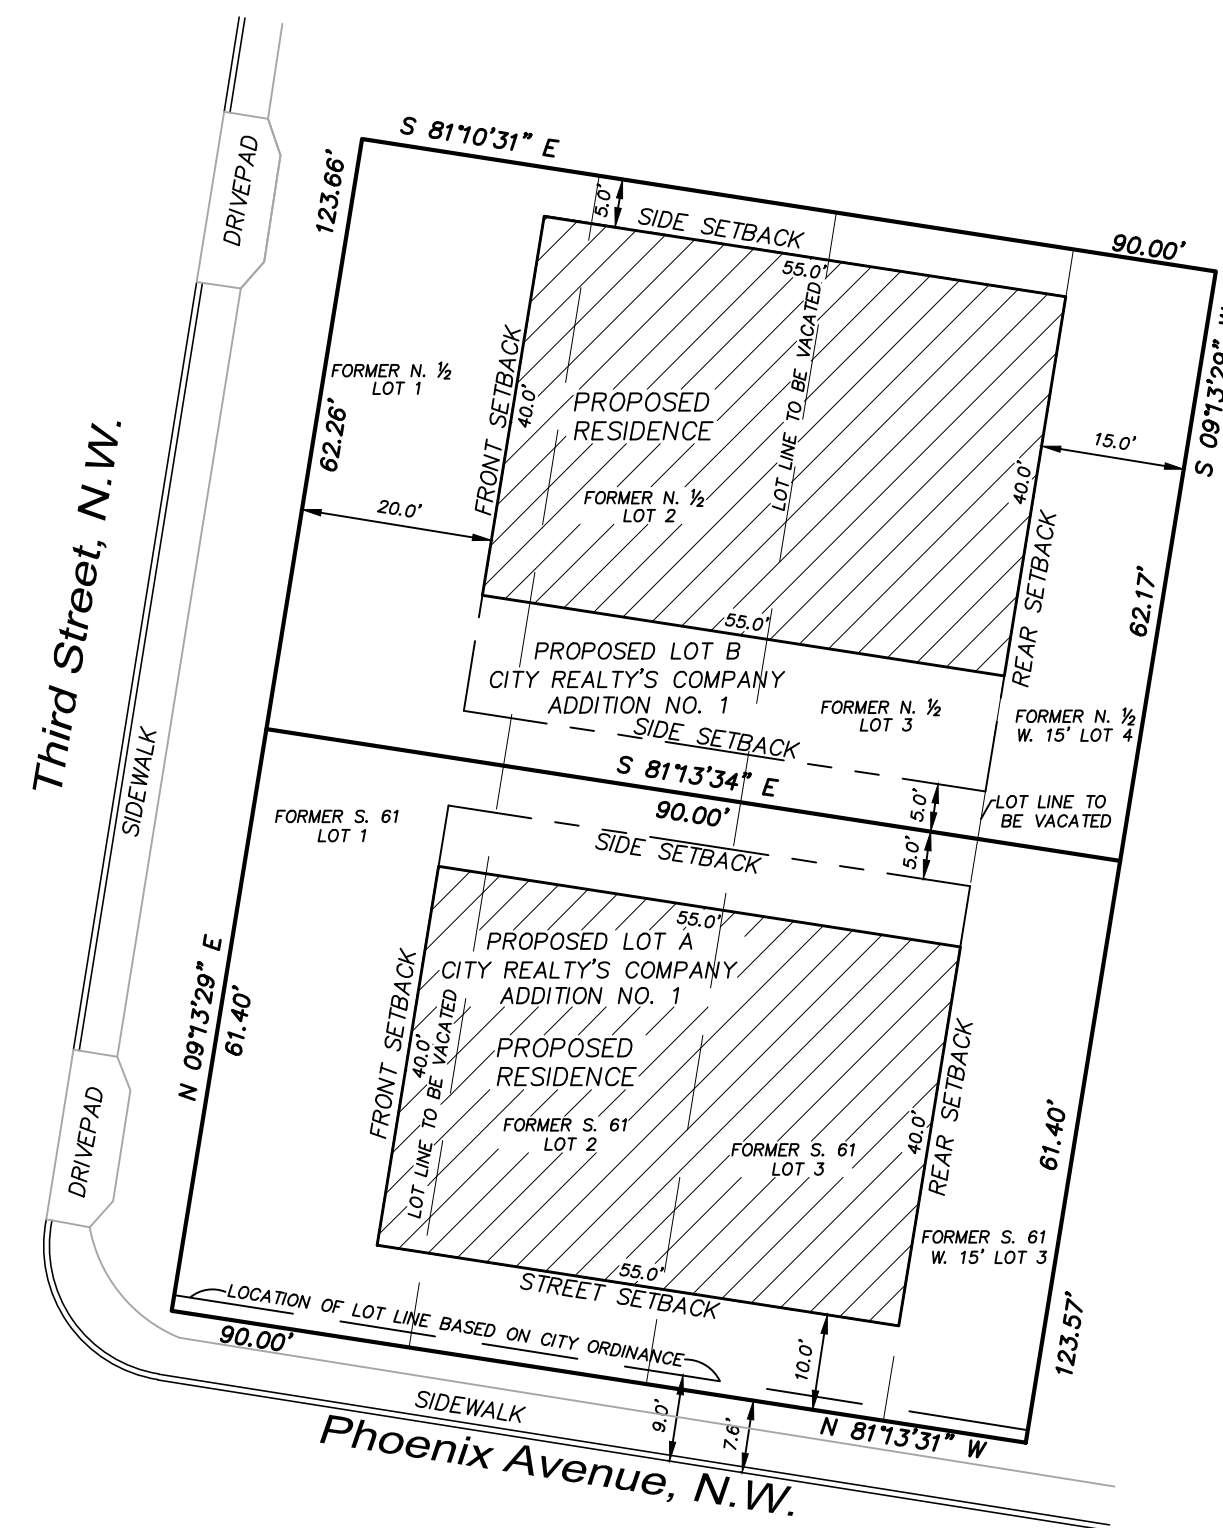 S 81°10'31" E
123.66'
DRIVEPAD
5.0'
SIDE SETBACK
90.00'
55.0'
LOT LINE TO BE VACATED
FORMER N. ½
LOT 1
62.26'
FRONT SETBACK
40.0'
PROPOSED
RESIDENCE
FORMER N. ½
LOT 2
20.0'
15.0'
40.0'
REAR SETBACK
62.17'
Third Street, N.W.
SIDEWALK
55.0'
PROPOSED LOT B
CITY REALTY'S COMPANY
ADDITION NO. 1
FORMER N. ½
LOT 3
FORMER N. ½
W. 15' LOT 4
SIDE SETBACK
S 81°13'34" E
90.00'
5.0'
LOT LINE TO
BE VACATED
5.0'
FORMER S. 61
LOT 1
SIDE SETBACK
55.0'
PROPOSED LOT A
CITY REALTY'S COMPANY
ADDITION NO. 1
N 09°13'29" E
61.40'
FRONT SETBACK
40.0'
LOT LINE TO BE VACATED
PROPOSED
RESIDENCE
FORMER S. 61
LOT 2
FORMER S. 61
LOT 3
40.0'
REAR SETBACK
61.40'
DRIVEPAD
FORMER S. 61
W. 15' LOT 3
55.0'
STREET SETBACK
LOCATION OF LOT LINE BASED ON CITY ORDINANCE
90.00'
10.0'
123.57'
SIDEWALK
9.0'
7.6'
N 81°13'31" W
Phoenix Avenue, N.W.